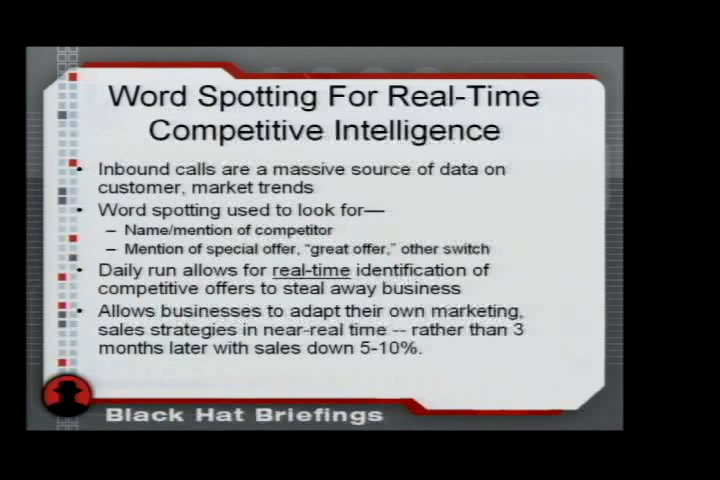 Word Spotting For Real-Time
Competitive Intelligence
• Inbound calls are a massive source of data on
customer, market trends
• Word spotting used to look for—
– Name/mention of competitor
– Mention of special offer, “great offer,” other switch
• Daily run allows for real-time identification of
competitive offers to steal away business
• Allows businesses to adapt their own marketing,
sales strategies in near-real time -- rather than 3
months later with sales down 5-10%.
Black Hat Briefings